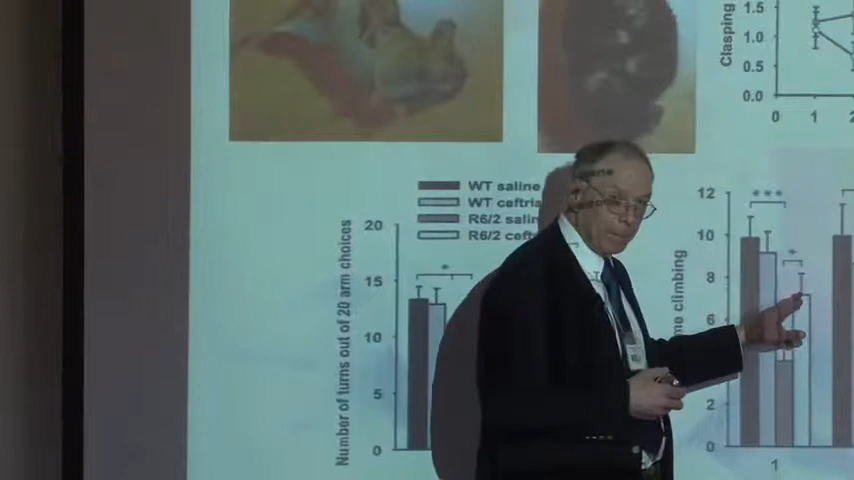 Clasping
1.5
1.0
0.5
0.0
0 1 2
WT saline
WT ceftria
R6/2 salin
R6/2 ceftr
Number of turns out of 20 arm choices
20
15
10
5
0
*
me climbing
12
10
8
6
2
0
***
*
1